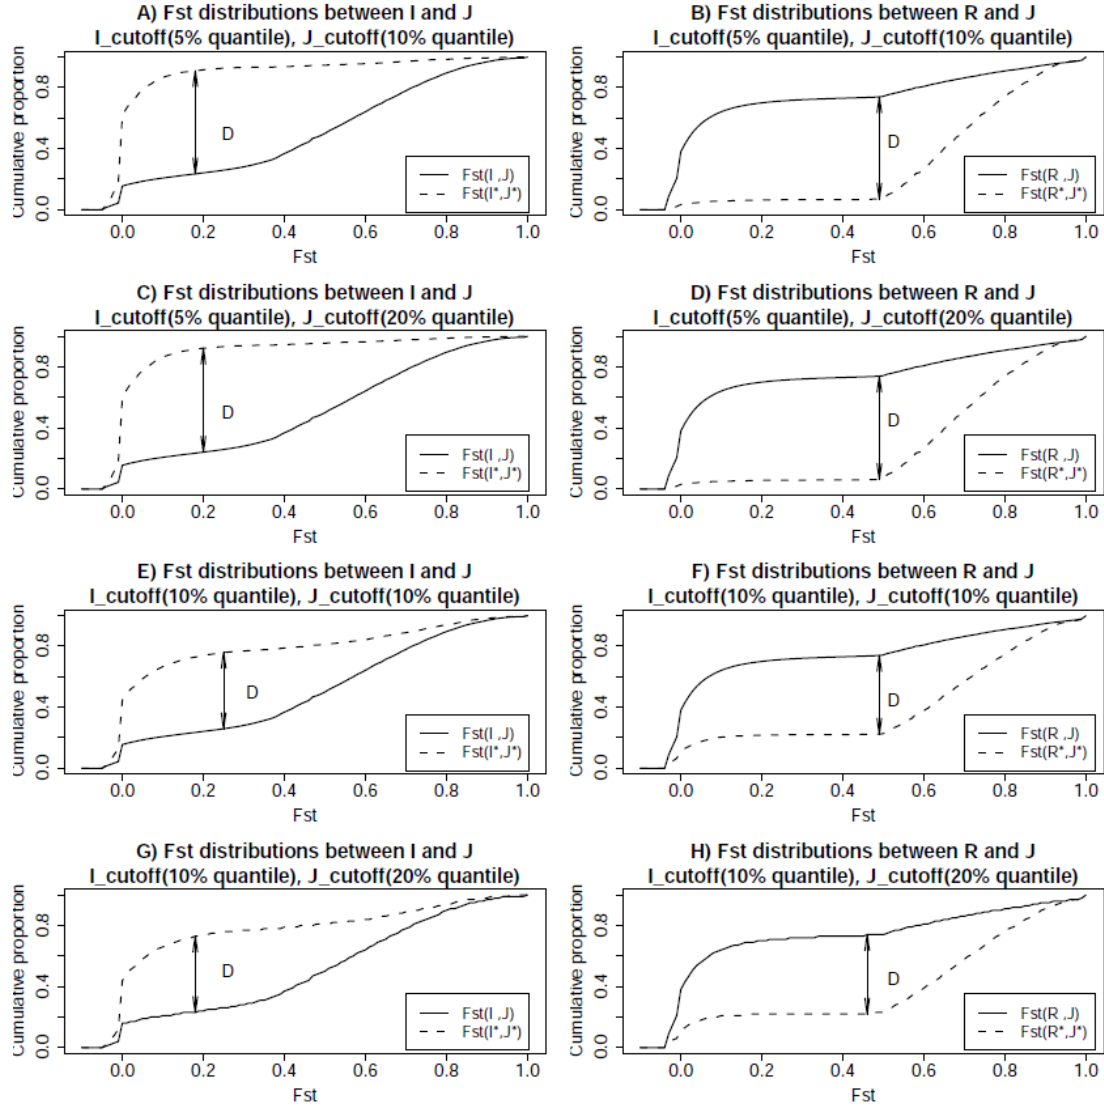 A) Fst distributions between I and J
I_cutoff(5% quantile), J_cutoff(10% quantile)
Cumulative proportion
0.0 0.4 0.8
D
Fst(I ,J)
Fst(I*,J*)
0.0 0.2 0.4 0.6 0.8 1.0
Fst
B) Fst distributions between R and J
I_cutoff(5% quantile), J_cutoff(10% quantile)
Cumulative proportion
0.0 0.4 0.8
D
Fst(R ,J)
Fst(R*,J*)
0.0 0.2 0.4 0.6 0.8 1.0
Fst
C) Fst distributions between I and J
I_cutoff(5% quantile), J_cutoff(20% quantile)
Cumulative proportion
0.0 0.4 0.8
D
Fst(I ,J)
Fst(I*,J*)
0.0 0.2 0.4 0.6 0.8 1.0
Fst
D) Fst distributions between R and J
I_cutoff(5% quantile), J_cutoff(20% quantile)
Cumulative proportion
0.0 0.4 0.8
D
Fst(R ,J)
Fst(R*,J*)
0.0 0.2 0.4 0.6 0.8 1.0
Fst
E) Fst distributions between I and J
I_cutoff(10% quantile), J_cutoff(10% quantile)
Cumulative proportion
0.0 0.4 0.8
D
Fst(I ,J)
Fst(I*,J*)
0.0 0.2 0.4 0.6 0.8 1.0
Fst
F) Fst distributions between R and J
I_cutoff(10% quantile), J_cutoff(10% quantile)
Cumulative proportion
0.0 0.4 0.8
D
Fst(R ,J)
Fst(R*,J*)
0.0 0.2 0.4 0.6 0.8 1.0
Fst
G) Fst distributions between I and J
I_cutoff(10% quantile), J_cutoff(20% quantile)
Cumulative proportion
0.0 0.4 0.8
D
Fst(I ,J)
Fst(I*,J*)
0.0 0.2 0.4 0.6 0.8 1.0
Fst
H) Fst distributions between R and J
I_cutoff(10% quantile), J_cutoff(20% quantile)
Cumulative proportion
0.0 0.4 0.8
D
Fst(R ,J)
Fst(R*,J*)
0.0 0.2 0.4 0.6 0.8 1.0
Fst